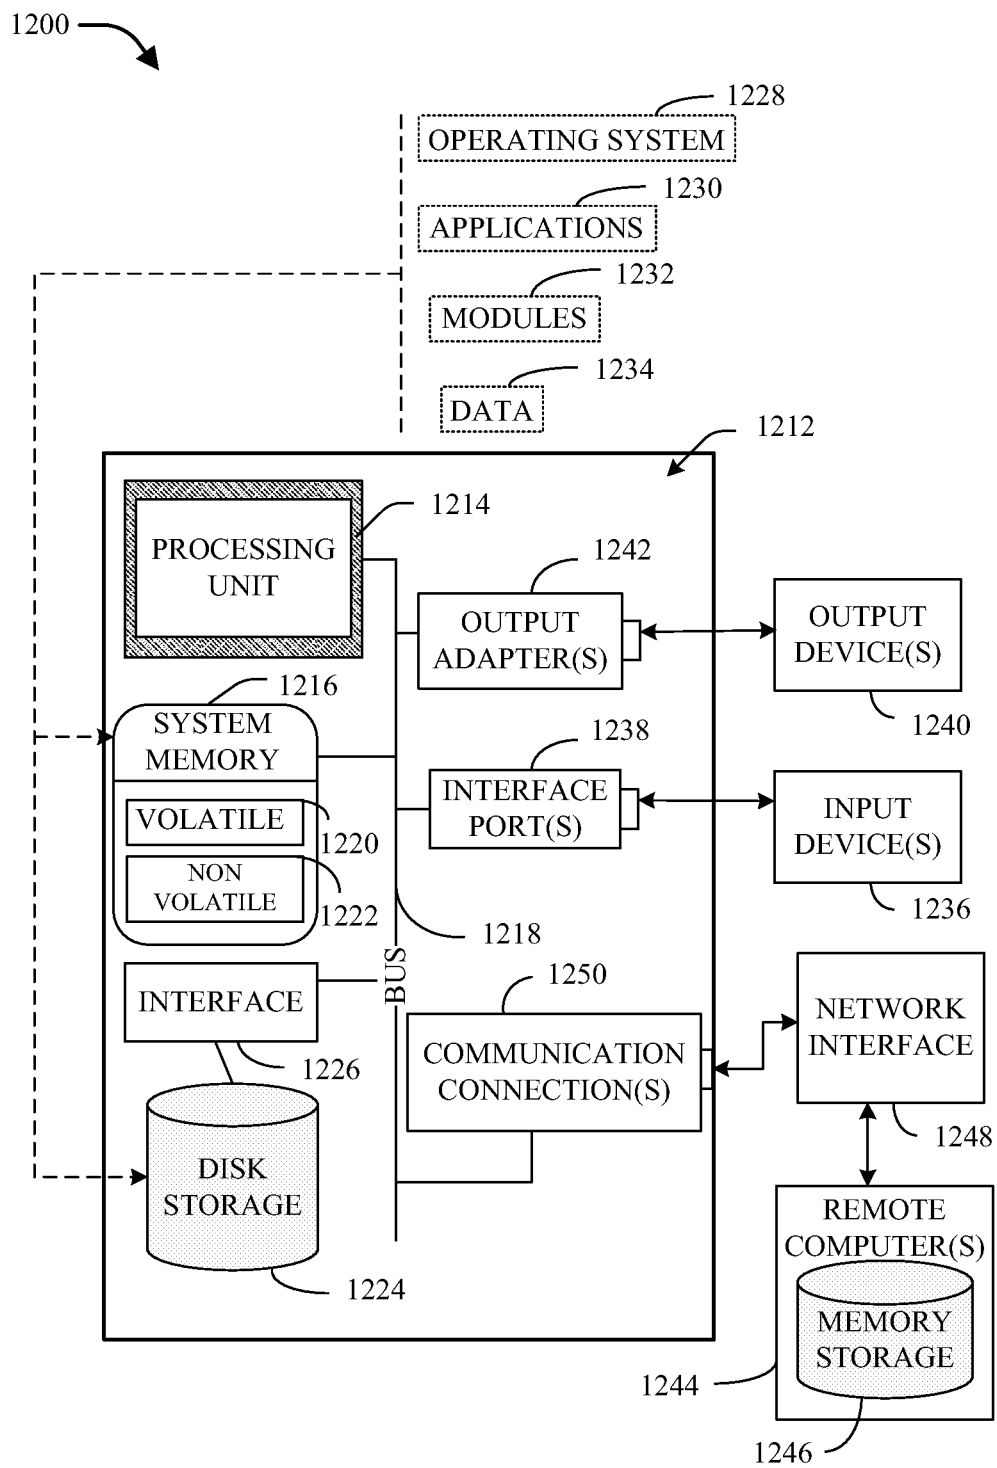 1200
1228
OPERATING SYSTEM
1230
APPLICATIONS
1232
MODULES
1234
DATA
1212
1214
PROCESSING
UNIT
1242
OUTPUT
ADAPTER(S)
OUTPUT
DEVICE(S)
1240
1216
SYSTEM
MEMORY
VOLATILE
1220
NON
VOLATILE
1222
1238
INTERFACE
PORT(S)
INPUT
DEVICE(S)
1236
1218
BUS
INTERFACE
1226
1250
COMMUNICATION
CONNECTION(S)
NETWORK
INTERFACE
1248
DISK
STORAGE
1224
REMOTE
COMPUTER(S)
MEMORY
STORAGE
1244
1246